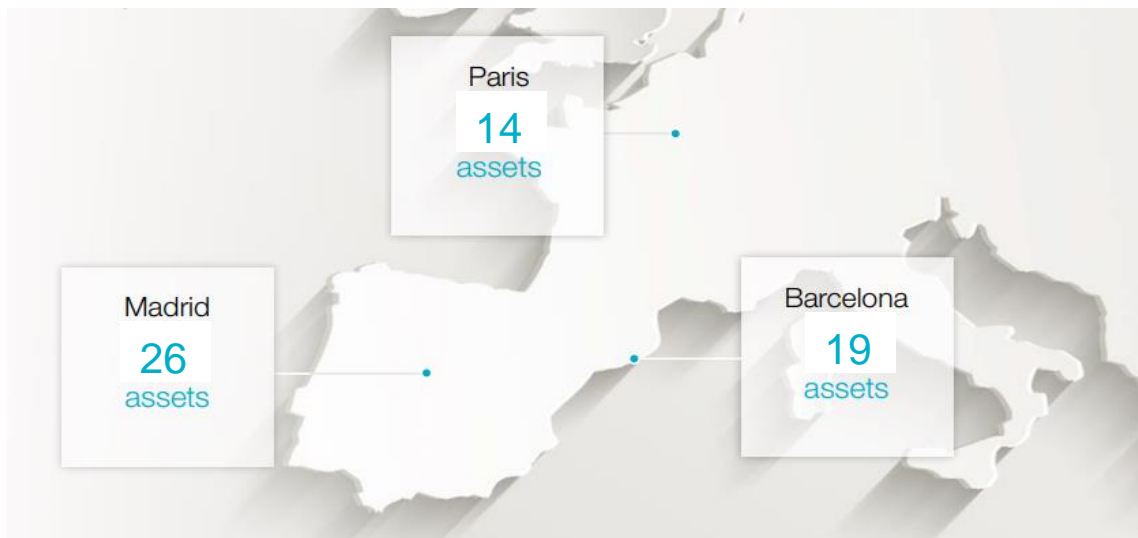 Paris
14
assets
Madrid
26
assets
Barcelona
19
assets